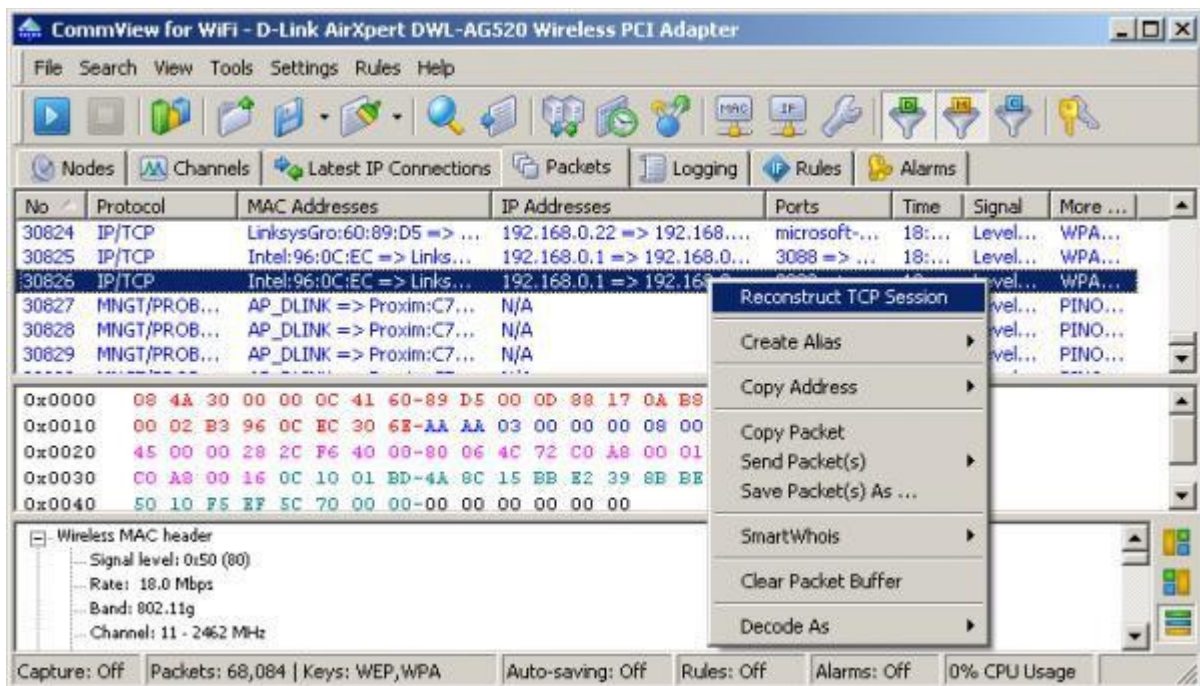 CommView for WiFi - D-Link AirXpert DWL-AG520 Wireless PCI Adapter
File Search View Tools Settings Rules Help
MAC IP D M C
Nodes Channels Latest IP Connections Packets Logging IP Rules Alarms
No Protocol MAC Addresses IP Addresses Ports Time Signal More ...
30824 IP/TCP LinksysGro:60:89:D5 => ... 192.168.0.22 => 192.168.... microsoft-... 18:... Level... WPA...
30825 IP/TCP Intel:96:0C:EC => Links... 192.168.0.1 => 192.168.0... 3088 => ... 18:... Level... WPA...
30826 IP/TCP Intel:96:0C:EC => Links... 192.168.0.1 => WPA...
30827 MNGT/PROB... AP_DLINK => Proxim:C7... N/A PINO...
30828 MNGT/PROB... AP_DLINK => Proxim:C7... N/A PINO...
30829 MNGT/PROB... AP_DLINK => Proxim:C7... N/A PINO...
Reconstruct TCP Session
Create Alias
Copy Address
Copy Packet
Send Packet(s)
Save Packet(s) As ...
SmartWhois
Clear Packet Buffer
Decode As
0x0000 08 4A 30 00 00 0C 41 60-89 D5 00 0D 88 17 0A B8
0x0010 00 02 B3 96 0C EC 30 6E-AA AA 03 00 00 00 08 00
0x0020 45 00 00 28 2C F6 40 00-80 06 4C 72 C0 A8 00 01
0x0030 C0 A8 00 16 0C 10 01 BD-4A 8C 15 BB E2 39 8B BE
0x0040 50 10 F5 EF 5C 70 00 00-00 00 00 00 00 00
Wireless MAC header
Signal level: 0x50 (80)
Rate: 18.0 Mbps
Band: 802.11g
Channel: 11 - 2462 MHz
Capture: Off Packets: 68,084 | Keys: WEP,WPA Auto-saving: Off Rules: Off Alarms: Off 0% CPU Usage